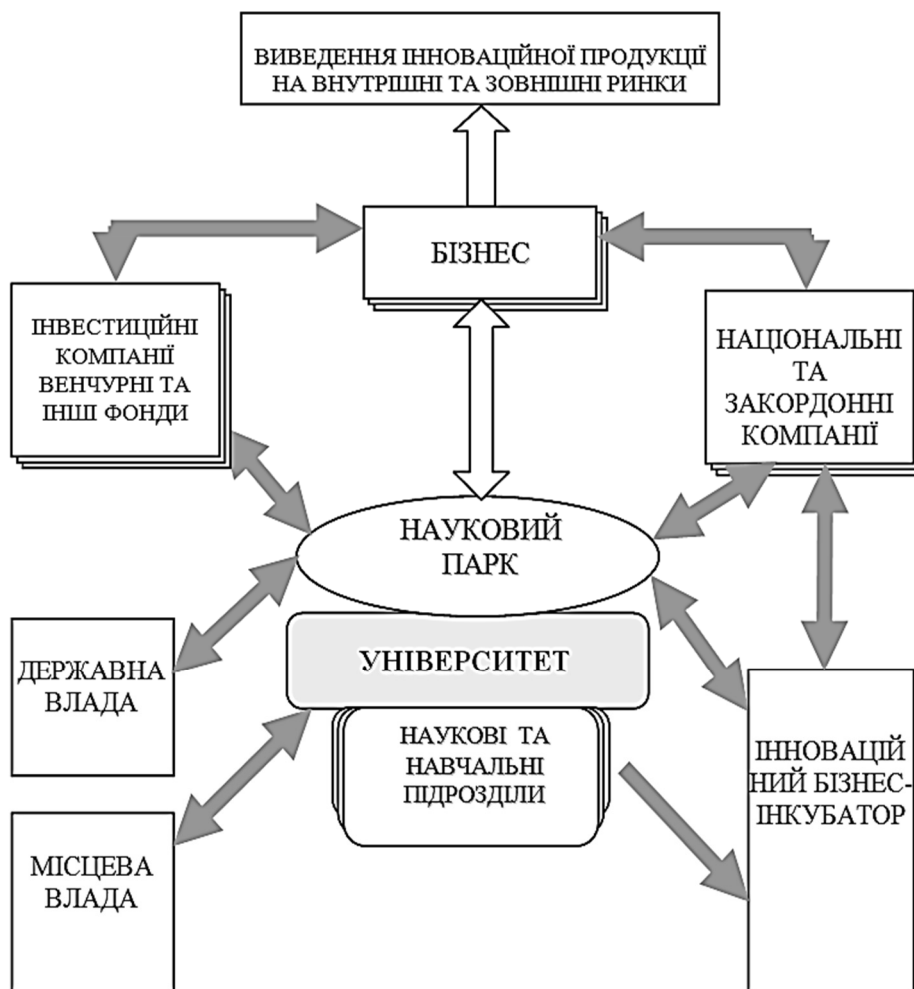 ВИВЕДЕННЯ ІННОВАЦІЙНОЇ ПРОДУКЦІЇ
НА ВНУТРІШНІ ТА ЗОВНІШНІ РИНКИ
БІЗНЕС
ІНВЕСТИЦІЙНІ
КОМПАНІЇ
ВЕНЧУРНІ ТА
ІНШІ ФОНДИ
НАЦІОНАЛЬНІ
ТА
ЗАКОРДОННІ
КОМПАНІЇ
НАУКОВИЙ
ПАРК
УНІВЕРСИТЕТ
НАУКОВІ ТА
НАВЧАЛЬНІ
ПІДРОЗДІЛИ
ДЕРЖАВНА
ВЛАДА
МІСЦЕВА
ВЛАДА
ІННОВАЦІЙ
НИЙ БІЗНЕС-
ІНКУБАТОР